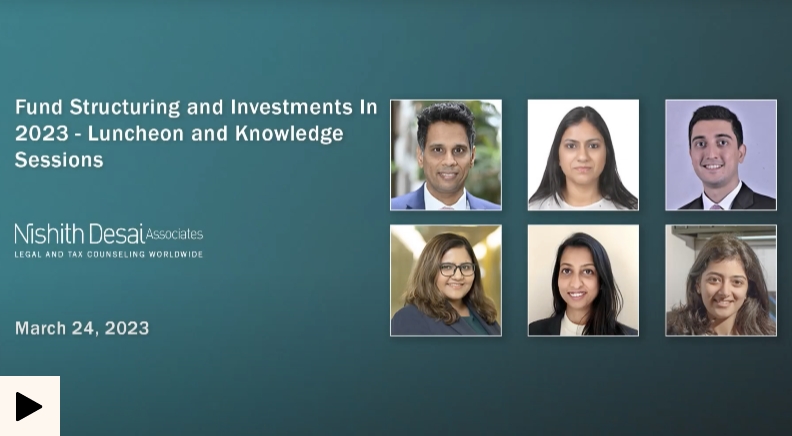 Fund Structuring and Investments In
2023 - Luncheon and Knowledge
Sessions
Nishith Desai Associates
LEGAL AND TAX COUNSELING WORLDWIDE
March 24, 2023